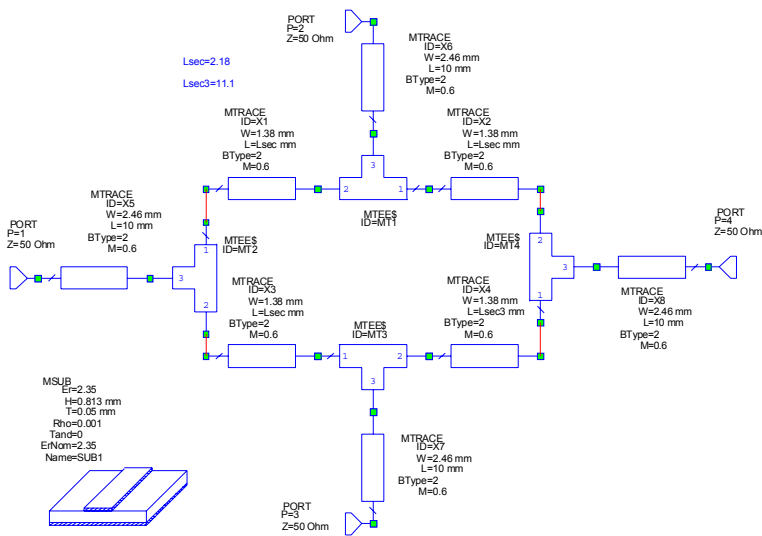 PORT
P=2
Z=50 Ohm
MTRACE
ID=X6
W=2.46 mm
L=10 mm
BType=2
M=0.6
Lsec=2.18
Lsec3=11.1
MTRACE
ID=X1
W=1.38 mm
L=Lsec mm
BType=2
M=0.6
MTRACE
ID=X2
W=1.38 mm
L=Lsec mm
BType=2
M=0.6
3
2
1
MTEE$
ID=MT1
MTRACE
ID=X5
W=2.46 mm
L=10 mm
BType=2
M=0.6
PORT
P=1
Z=50 Ohm
1
3
2
MTEE$
ID=MT2
MTEE$
ID=MT4
2
3
1
PORT
P=4
Z=50 Ohm
MTRACE
ID=X3
W=1.38 mm
L=Lsec mm
BType=2
M=0.6
MTEE$
ID=MT3
1
2
3
MTRACE
ID=X4
W=1.38 mm
L=Lsec3 mm
BType=2
M=0.6
MTRACE
ID=X8
W=2.46 mm
L=10 mm
BType=2
M=0.6
MSUB
Er=2.35
H=0.813 mm
T=0.05 mm
Rho=0.001
Tand=0
ErNom=2.35
Name=SUB1
MTRACE
ID=X7
W=2.46 mm
L=10 mm
BType=2
M=0.6
PORT
P=3
Z=50 Ohm